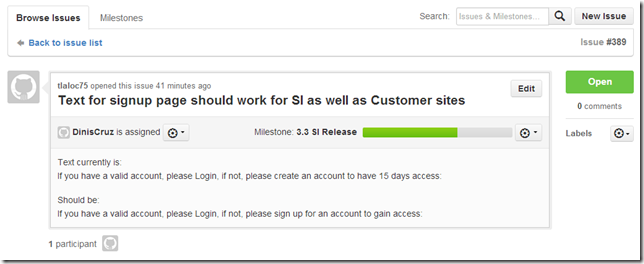 Browse Issues Milestones Search: Issues & Milestones... New Issue
Back to issue list Issue #389
tlaloc75 opened this issue 41 minutes ago
Edit
Text for signup page should work for SI as well as Customer sites
Open
0 comments
DinisCruz is assigned Milestone: 3.3 SI Release
Labels
Text currently is:
If you have a valid account, please Login, if not, please create an account to have 15 days access:
Should be:
If you have a valid account, please Login, if not, please sign up for an account to gain access:
1 participant